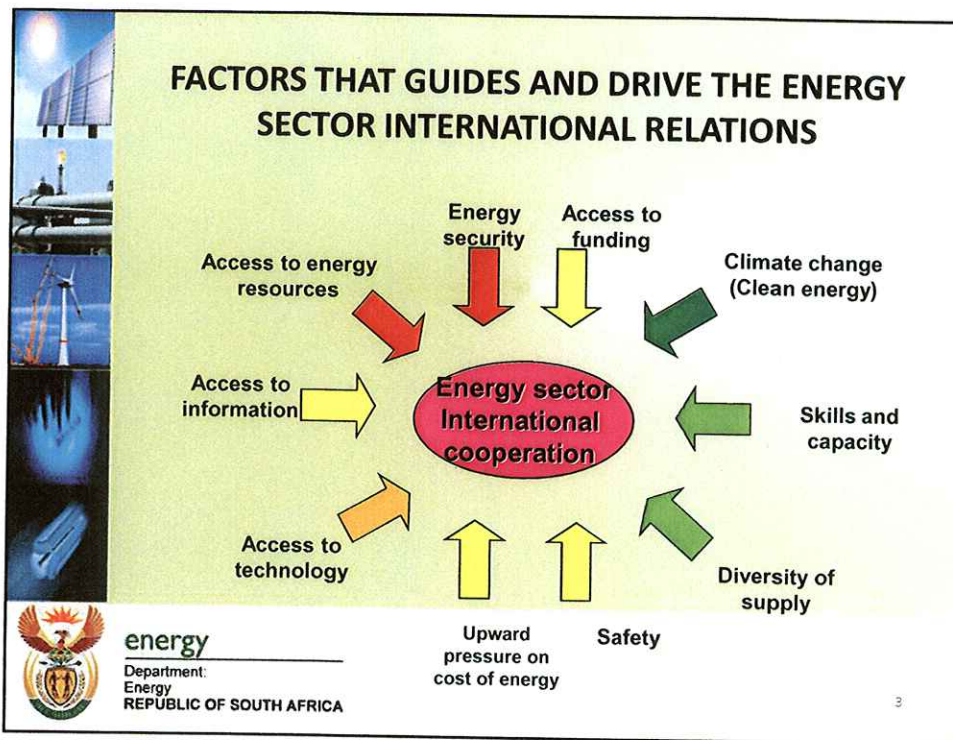 FACTORS THAT GUIDES AND DRIVE THE ENERGY
SECTOR INTERNATIONAL RELATIONS
Energy
security
Access to
funding
Access to energy
resources
Climate change
(Clean energy)
Access to
information
Energy sector
International
cooperation
Skills and
capacity
Access to
technology
Diversity of
supply
Upward
pressure on
cost of energy
Safety
energy
Department:
Energy
REPUBLIC OF SOUTH AFRICA
3